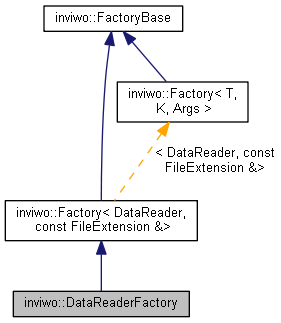 inviwo::FactoryBase
inviwo::Factory< T,
K, Args >
< DataReader, const
FileExtension &>
inviwo::Factory< DataReader,
const FileExtension &>
inviwo::DataReaderFactory